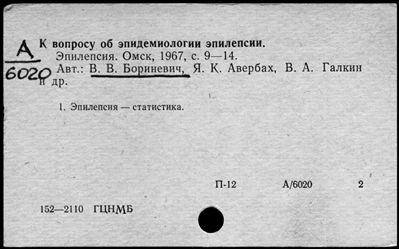 А
6020
К вопросу об эпидемиологии эпилепсии.
Эпилепсия. Омск, 1967, с. 9—14.
Авт.: В. В. Бориневич, Я. К. Авербах, В. А. Галкин
и др.
1. Эпилепсия — статистика.
П-12 А/6020 2
152—2110 ГЦНМБ